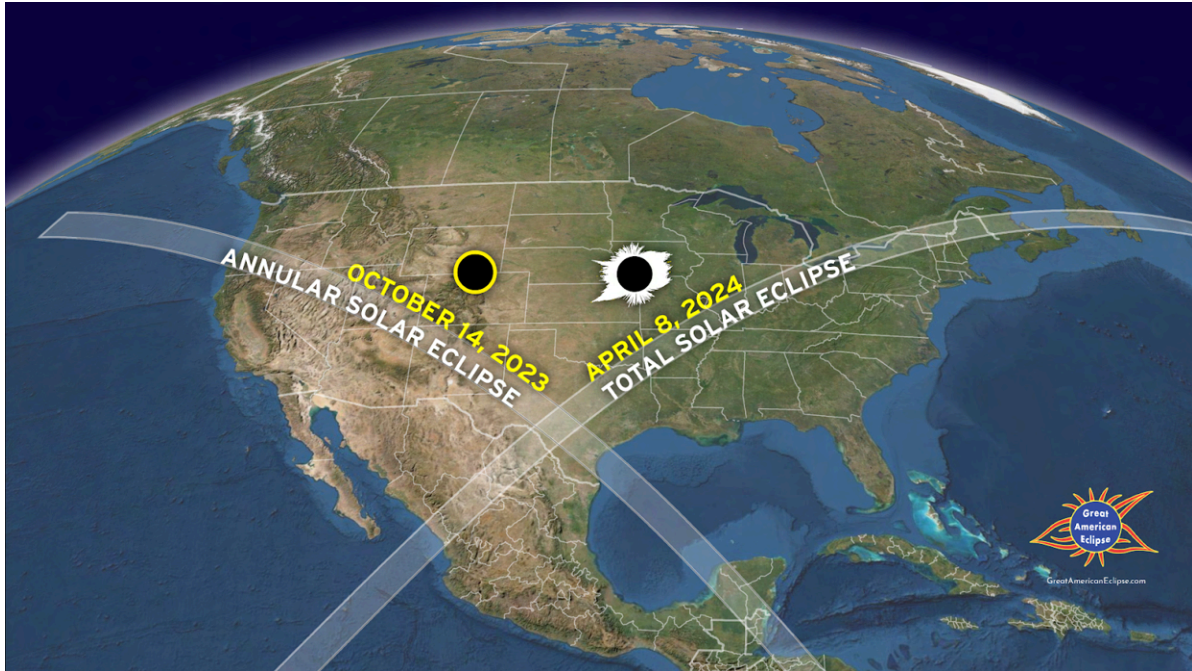 OCTOBER 14, 2023
ANNULAR SOLAR ECLIPSE
APRIL 8, 2024
TOTAL SOLAR ECLIPSE
Great
American
Eclipse
GreatAmericanEclipse.com